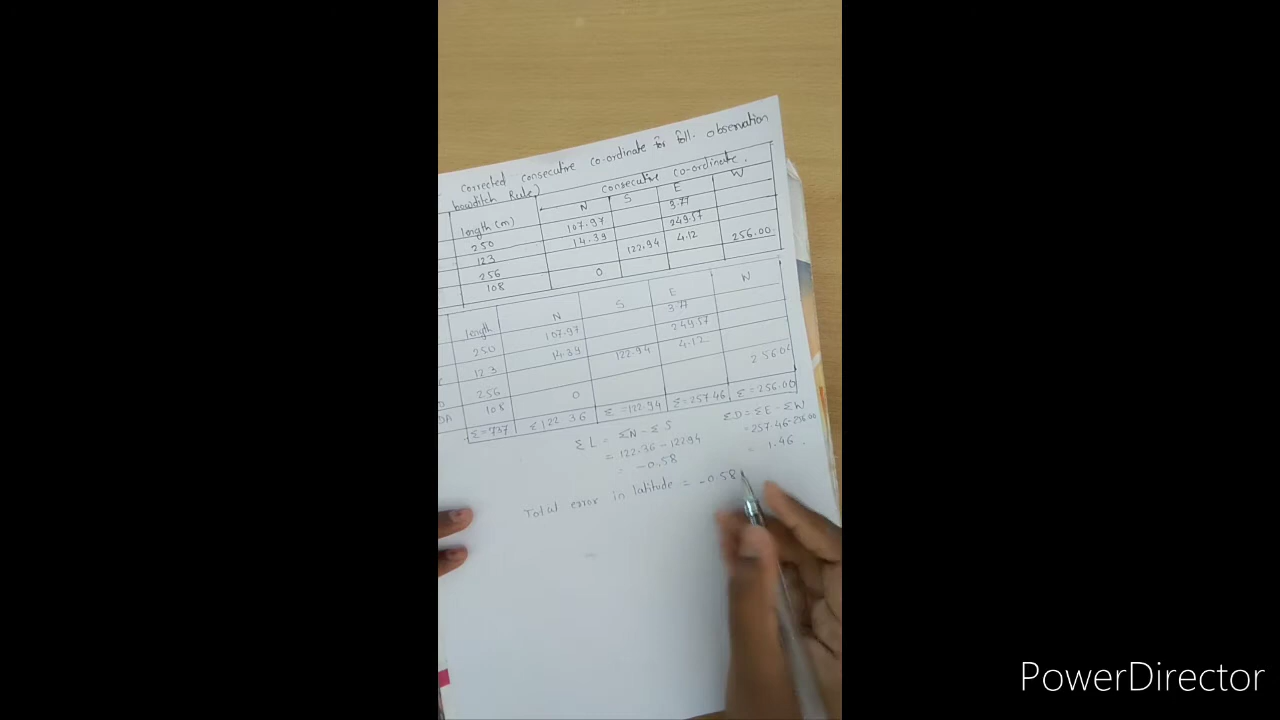 corrected consecutive co-ordinate for foll. observation
bowditch Rule)
length(m) consecutive co-ordinate.
N S E W
250 107.97 3.77
123 14.39 249.57
256 122.94 4.12
108 0 256.00
length N S E W
250 107.97 3.77
C 123 14.39 249.57
D 256 122.94 4.12
DA 108 0 256.00
Σ=737 Σ122.36 Σ=122.94 Σ=257.46 Σ=256.00
ΣL = ΣN - ΣS ΣD = ΣE - ΣW
= 122.36 - 122.94 = 257.46-256.00
= -0.58 = 1.46.
Total error in latitude = -0.58
PowerDirector